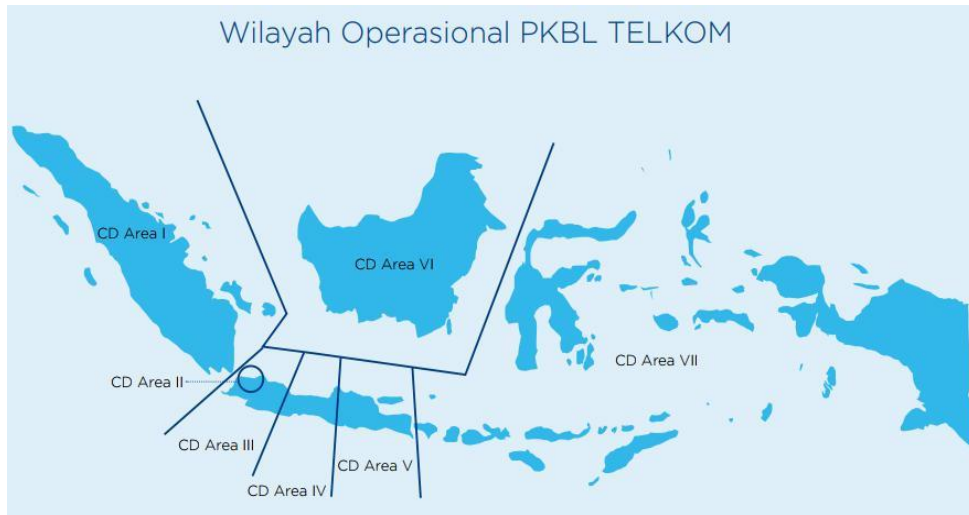 Wilayah Operasional PKBL TELKOM
CD Area I
CD Area VI
CD Area VII
CD Area II
CD Area III
CD Area V
CD Area IV